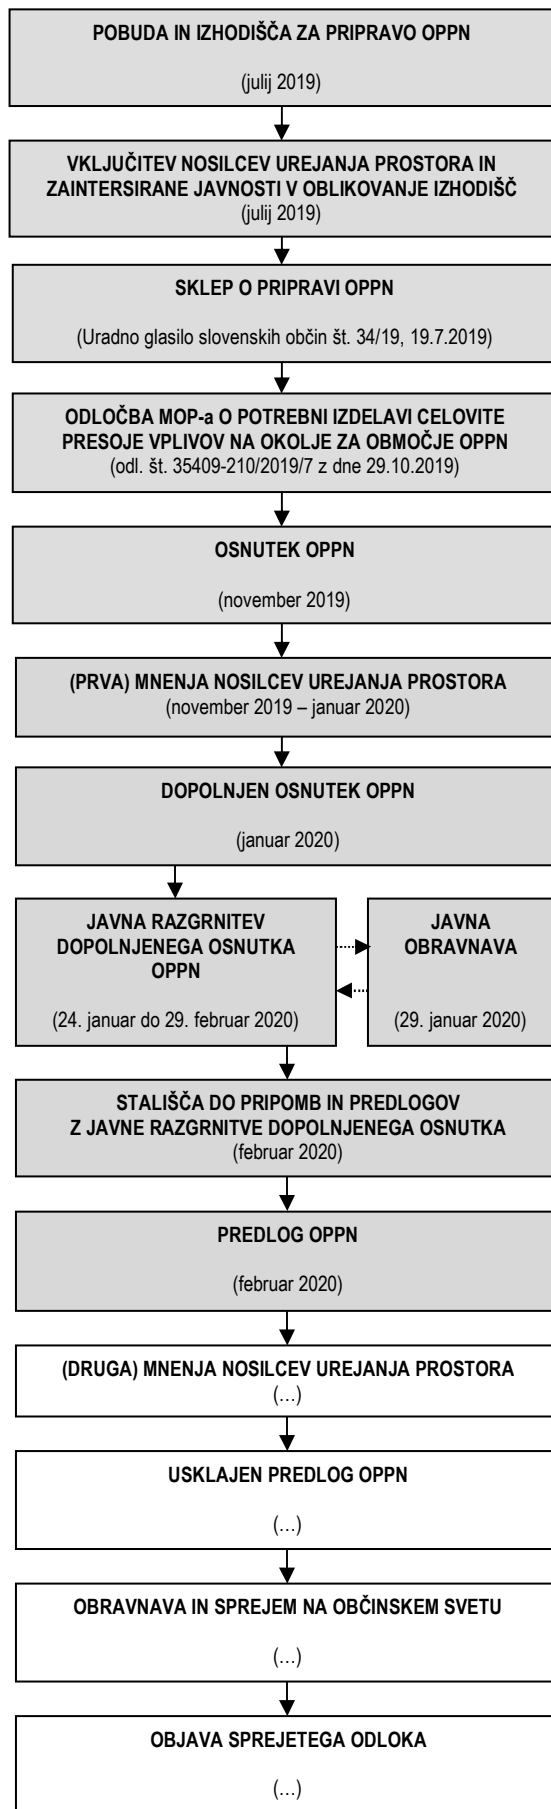 POBUDA IN IZHODIŠČA ZA PRIPRAVO OPPN
(julij 2019)
VKLJUČITEV NOSILCEV UREJANJA PROSTORA IN
ZAINTERSIRANE JAVNOSTI V OBLIKOVANJE IZHODIŠČ
(julij 2019)
SKLEP O PRIPRAVI OPPN
(Uradno glasilo slovenskih občin št. 34/19, 19.7.2019)
ODLOČBA MOP-a O POTREBNI IZDELAVI CELOVITE
PRESOJE VPLIVOV NA OKOLJE ZA OBMOČJE OPPN
(odl. št. 35409-210/2019/7 z dne 29.10.2019)
OSNUTEK OPPN
(november 2019)
(PRVA) MNENJA NOSILCEV UREJANJA PROSTORA
(november 2019 – januar 2020)
DOPOLNJEN OSNUTEK OPPN
(januar 2020)
JAVNA RAZGRNITEV
DOPOLNJENEGA OSNUTKA
OPPN
(24. januar do 29. februar 2020)
JAVNA
OBRAVNAVA
(29. januar 2020)
STALIŠČA DO PRIPOMB IN PREDLOGOV
Z JAVNE RAZGRNITVE DOPOLNJENEGA OSNUTKA
(februar 2020)
PREDLOG OPPN
(februar 2020)
(DRUGA) MNENJA NOSILCEV UREJANJA PROSTORA
(…)
USKLAJEN PREDLOG OPPN
(…)
OBRAVNAVA IN SPREJEM NA OBČINSKEM SVETU
(…)
OBJAVA SPREJETEGA ODLOKA
(…)